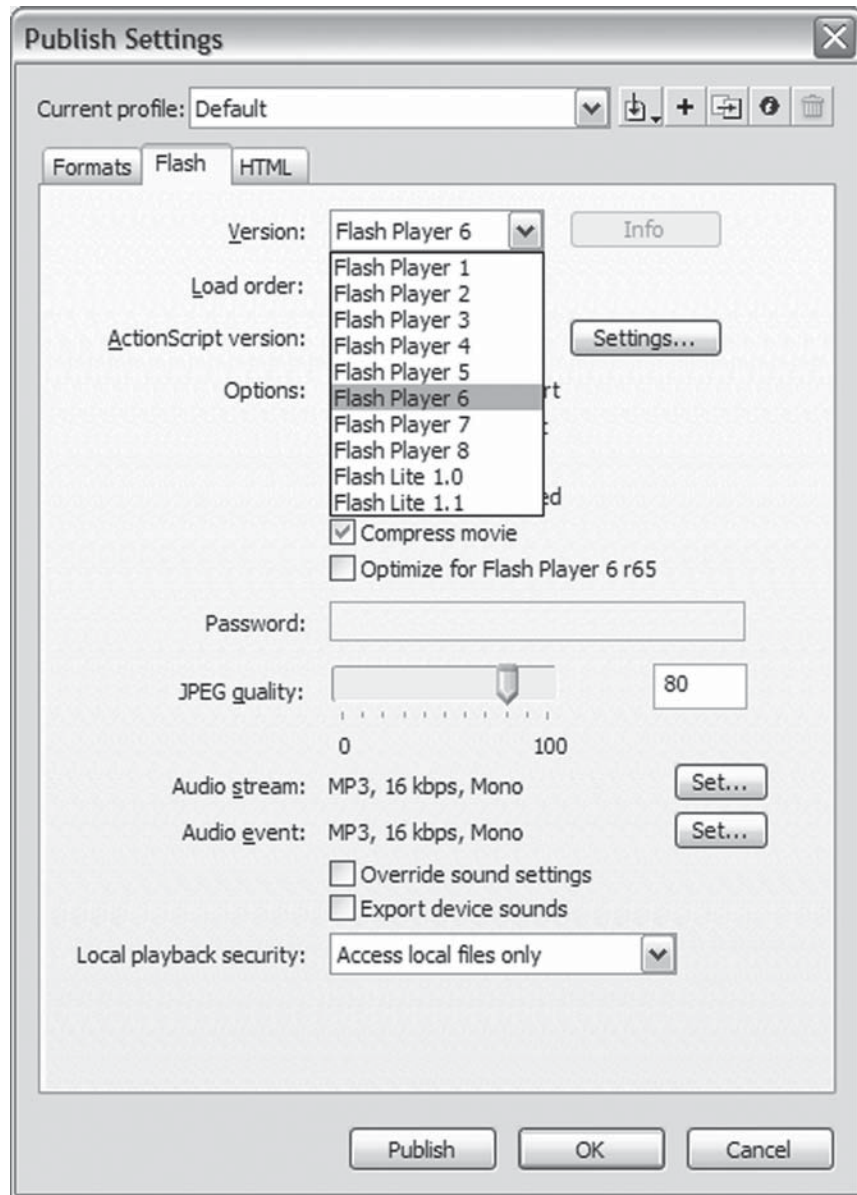 Publish Settings
Current profile: Default
Formats Flash HTML
Version: Flash Player 6 Info
Flash Player 1
Load order: Flash Player 2
Flash Player 3
ActionScript version: Flash Player 4 Settings...
Flash Player 5
Options: Flash Player 6 rt
Flash Player 7
Flash Player 8
Flash Lite 1.0
Flash Lite 1.1 ed
Compress movie
Optimize for Flash Player 6 r65
Password:
JPEG quality: 80
0 100
Audio stream: MP3, 16 kbps, Mono Set...
Audio event: MP3, 16 kbps, Mono Set...
Override sound settings
Export device sounds
Local playback security: Access local files only
Publish OK Cancel